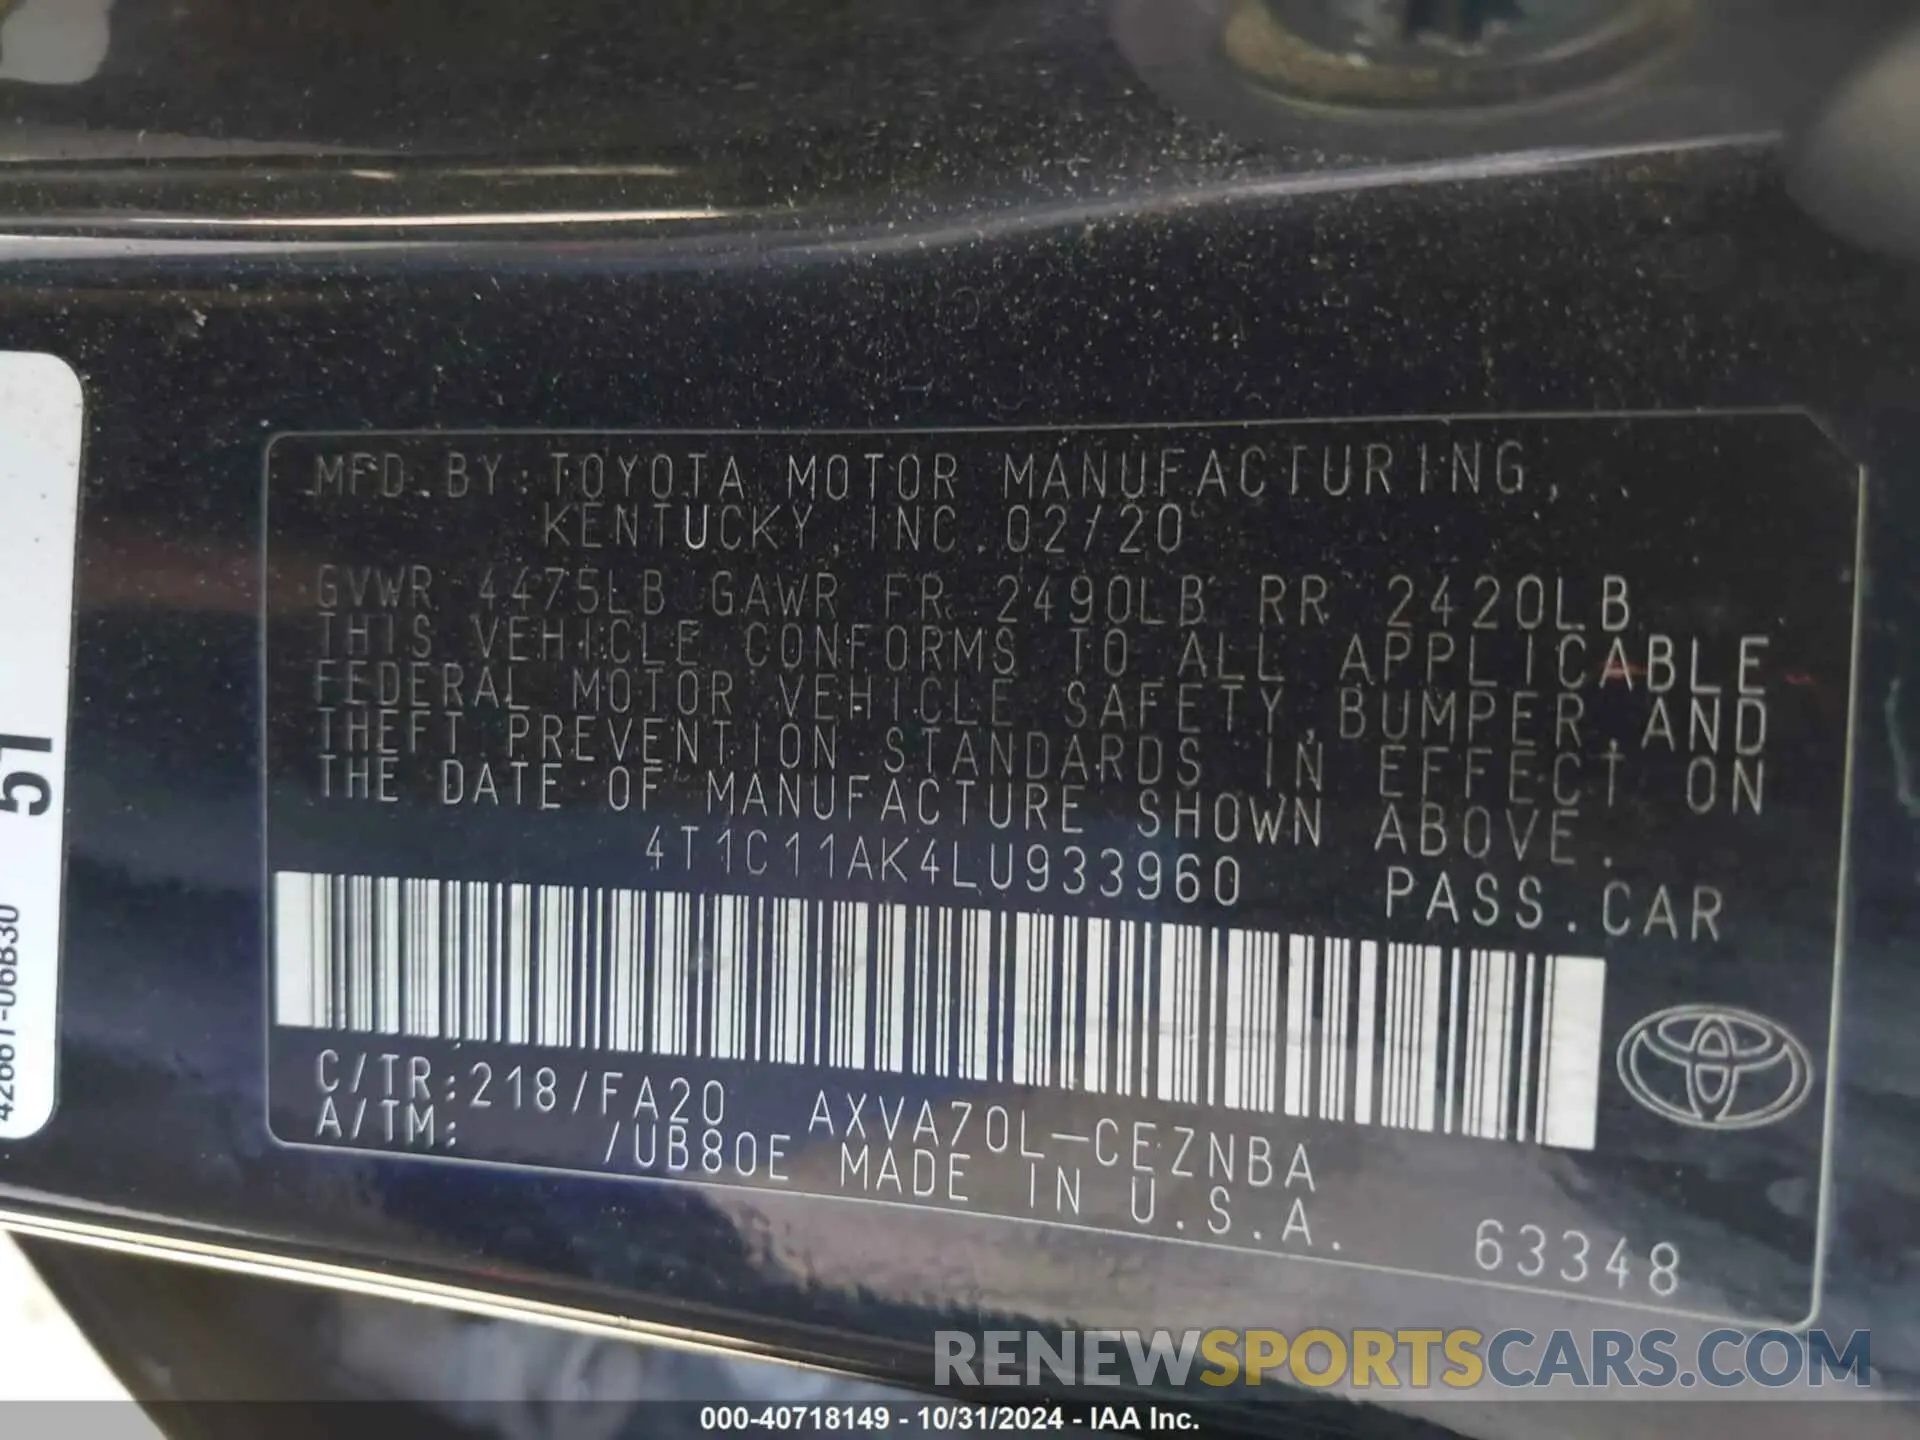 MFD. BY: TOYOTA MOTOR MANUFACTURING,
KENTUCKY, INC. 02/20
GVWR 4475LB GAWR FR 2490LB RR 2420LB
THIS VEHICLE CONFORMS TO ALL APPLICABLE
FEDERAL MOTOR VEHICLE SAFETY, BUMPER, AND
THEFT PREVENTION STANDARDS IN EFFECT ON
THE DATE OF MANUFACTURE SHOWN ABOVE.
4T1C11AK4LU933960 PASS.CAR
C/TR:218/FA20 AXVA70L-CEZNBA
A/TM: /UB80E MADE IN U.S.A.
63348
51
42661-06B30
RENEWSPORTSCARS.COM
000-40718149 - 10/31/2024 - IAA Inc.